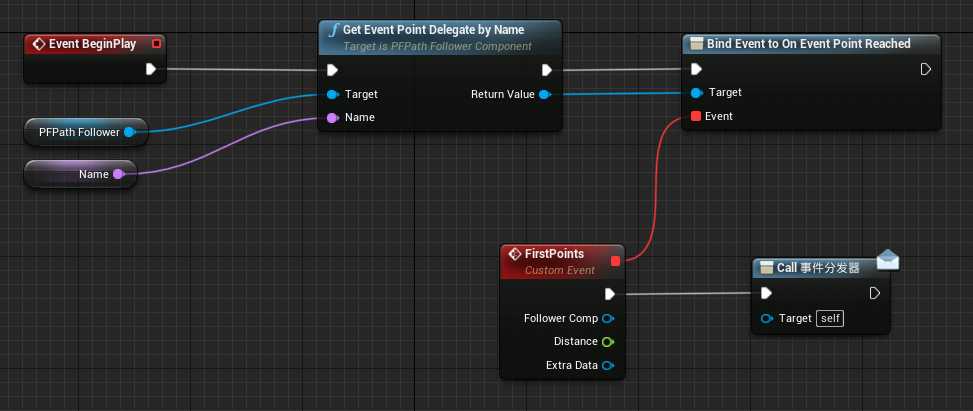 Event BeginPlay
Get Event Point Delegate by Name
Target is PFPath Follower Component
Target
Return Value
Name
Bind Event to On Event Point Reached
Target
Event
PFPath Follower
Name
FirstPoints
Custom Event
Follower Comp
Distance
Extra Data
Call 事件分发器
Target self